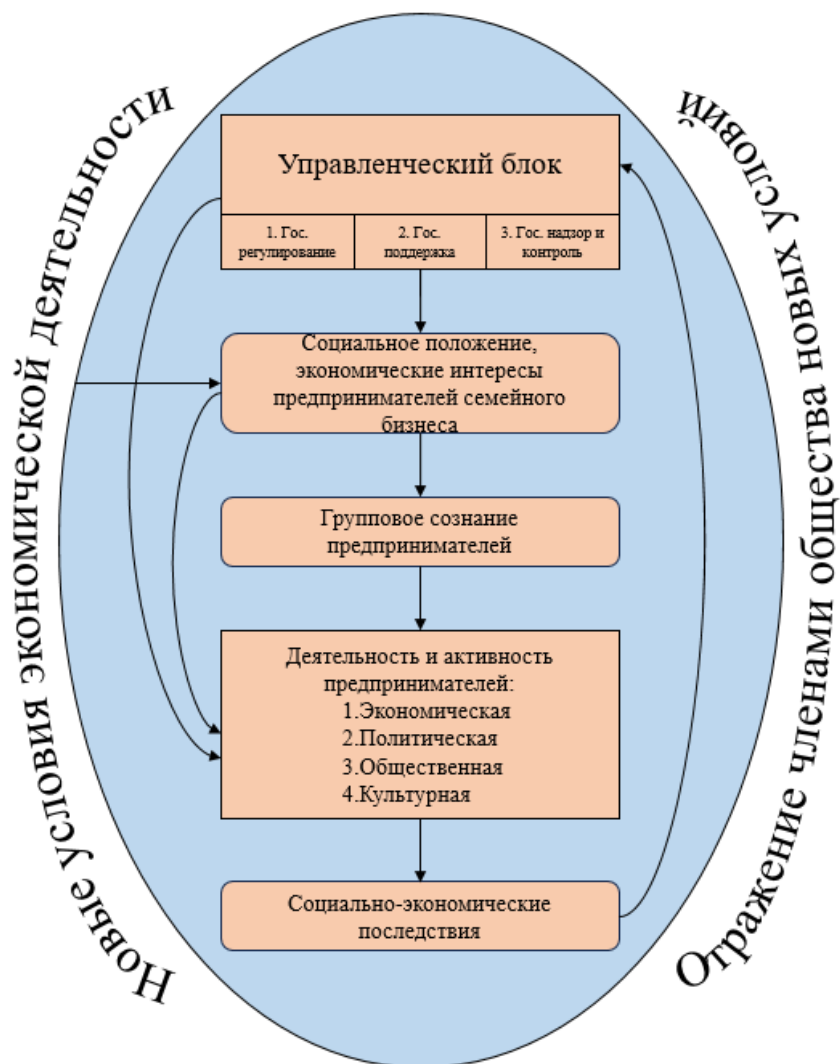 Новые условия экономической деятельности
Отражение членами общества новых условий
Управленческий блок
1. Гос.
регулирование
2. Гос.
поддержка
3. Гос. надзор и
контроль
Социальное положение,
экономические интересы
предпринимателей семейного
бизнеса
Групповое сознание
предпринимателей
Деятельность и активность
предпринимателей:
1.Экономическая
2.Политическая
3.Общественная
4.Культурная
Социально-экономические
последствия